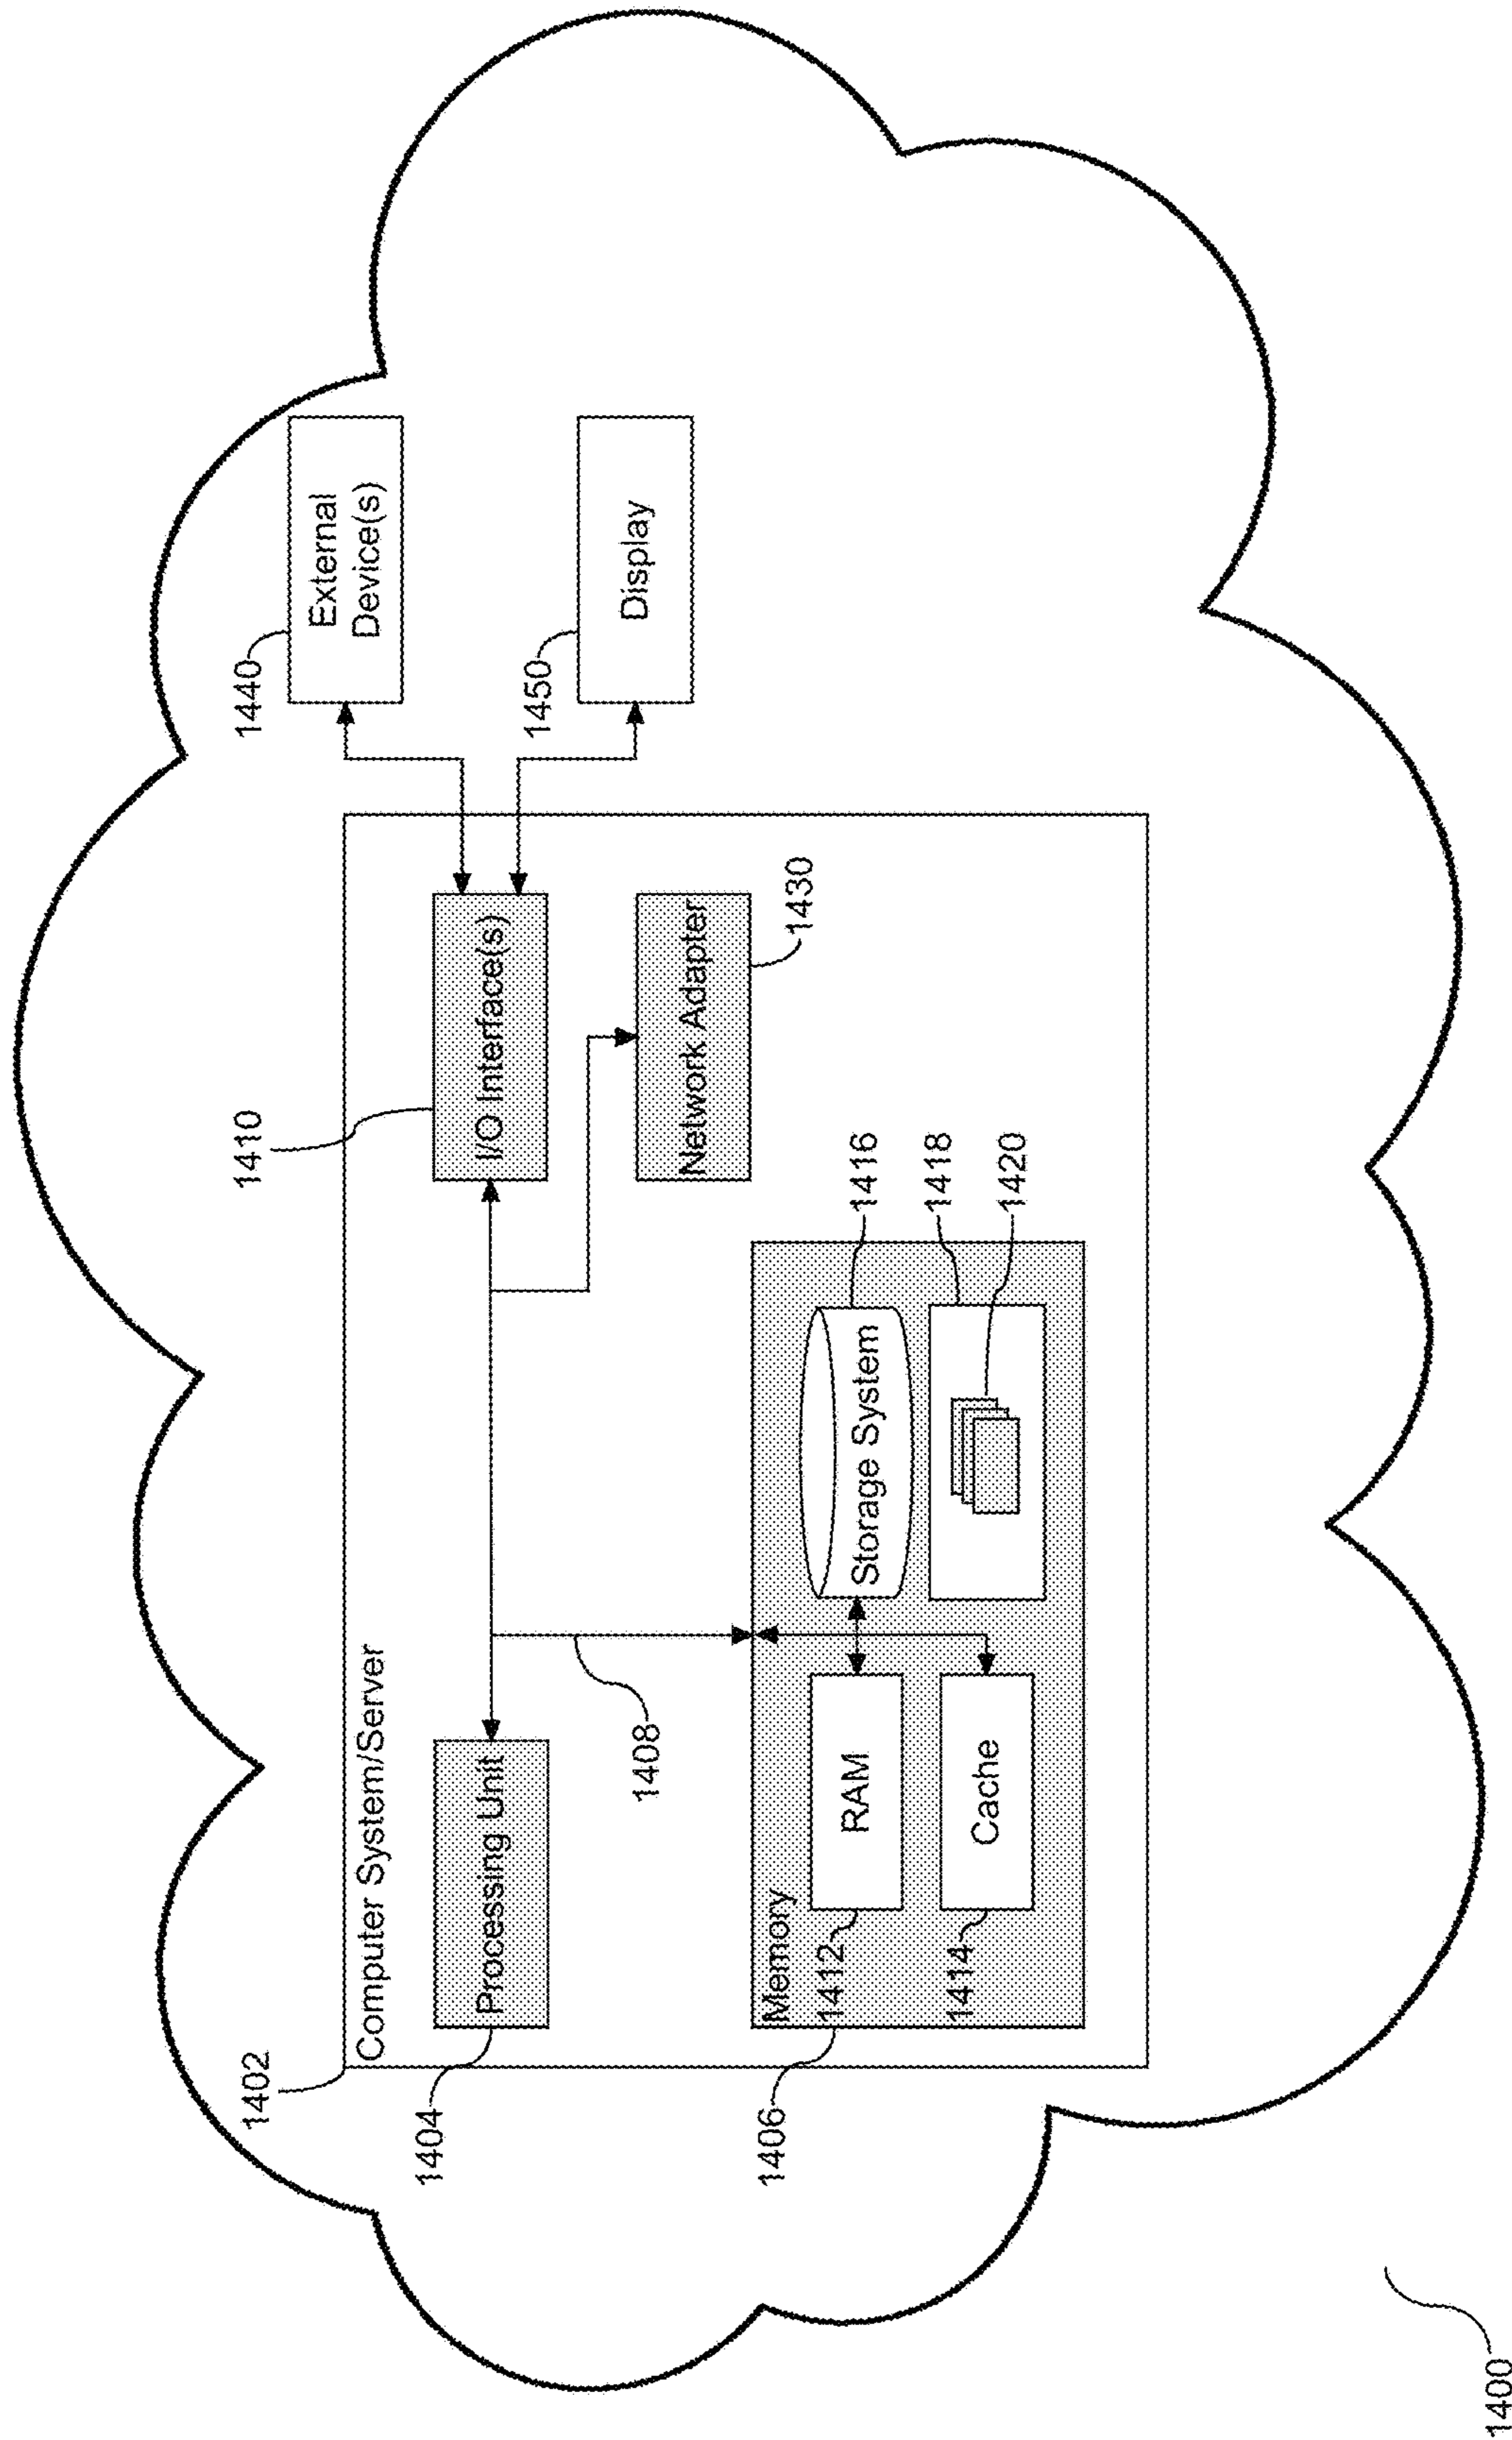 1400
1402
Computer System/Server
1404
Processing Unit
1410
I/O Interface(s)
1440
External
Device(s)
1450
Display
1408
Network Adapter
1430
1406
Memory
1412
RAM
1414
Cache
Storage System
1416
1418
1420